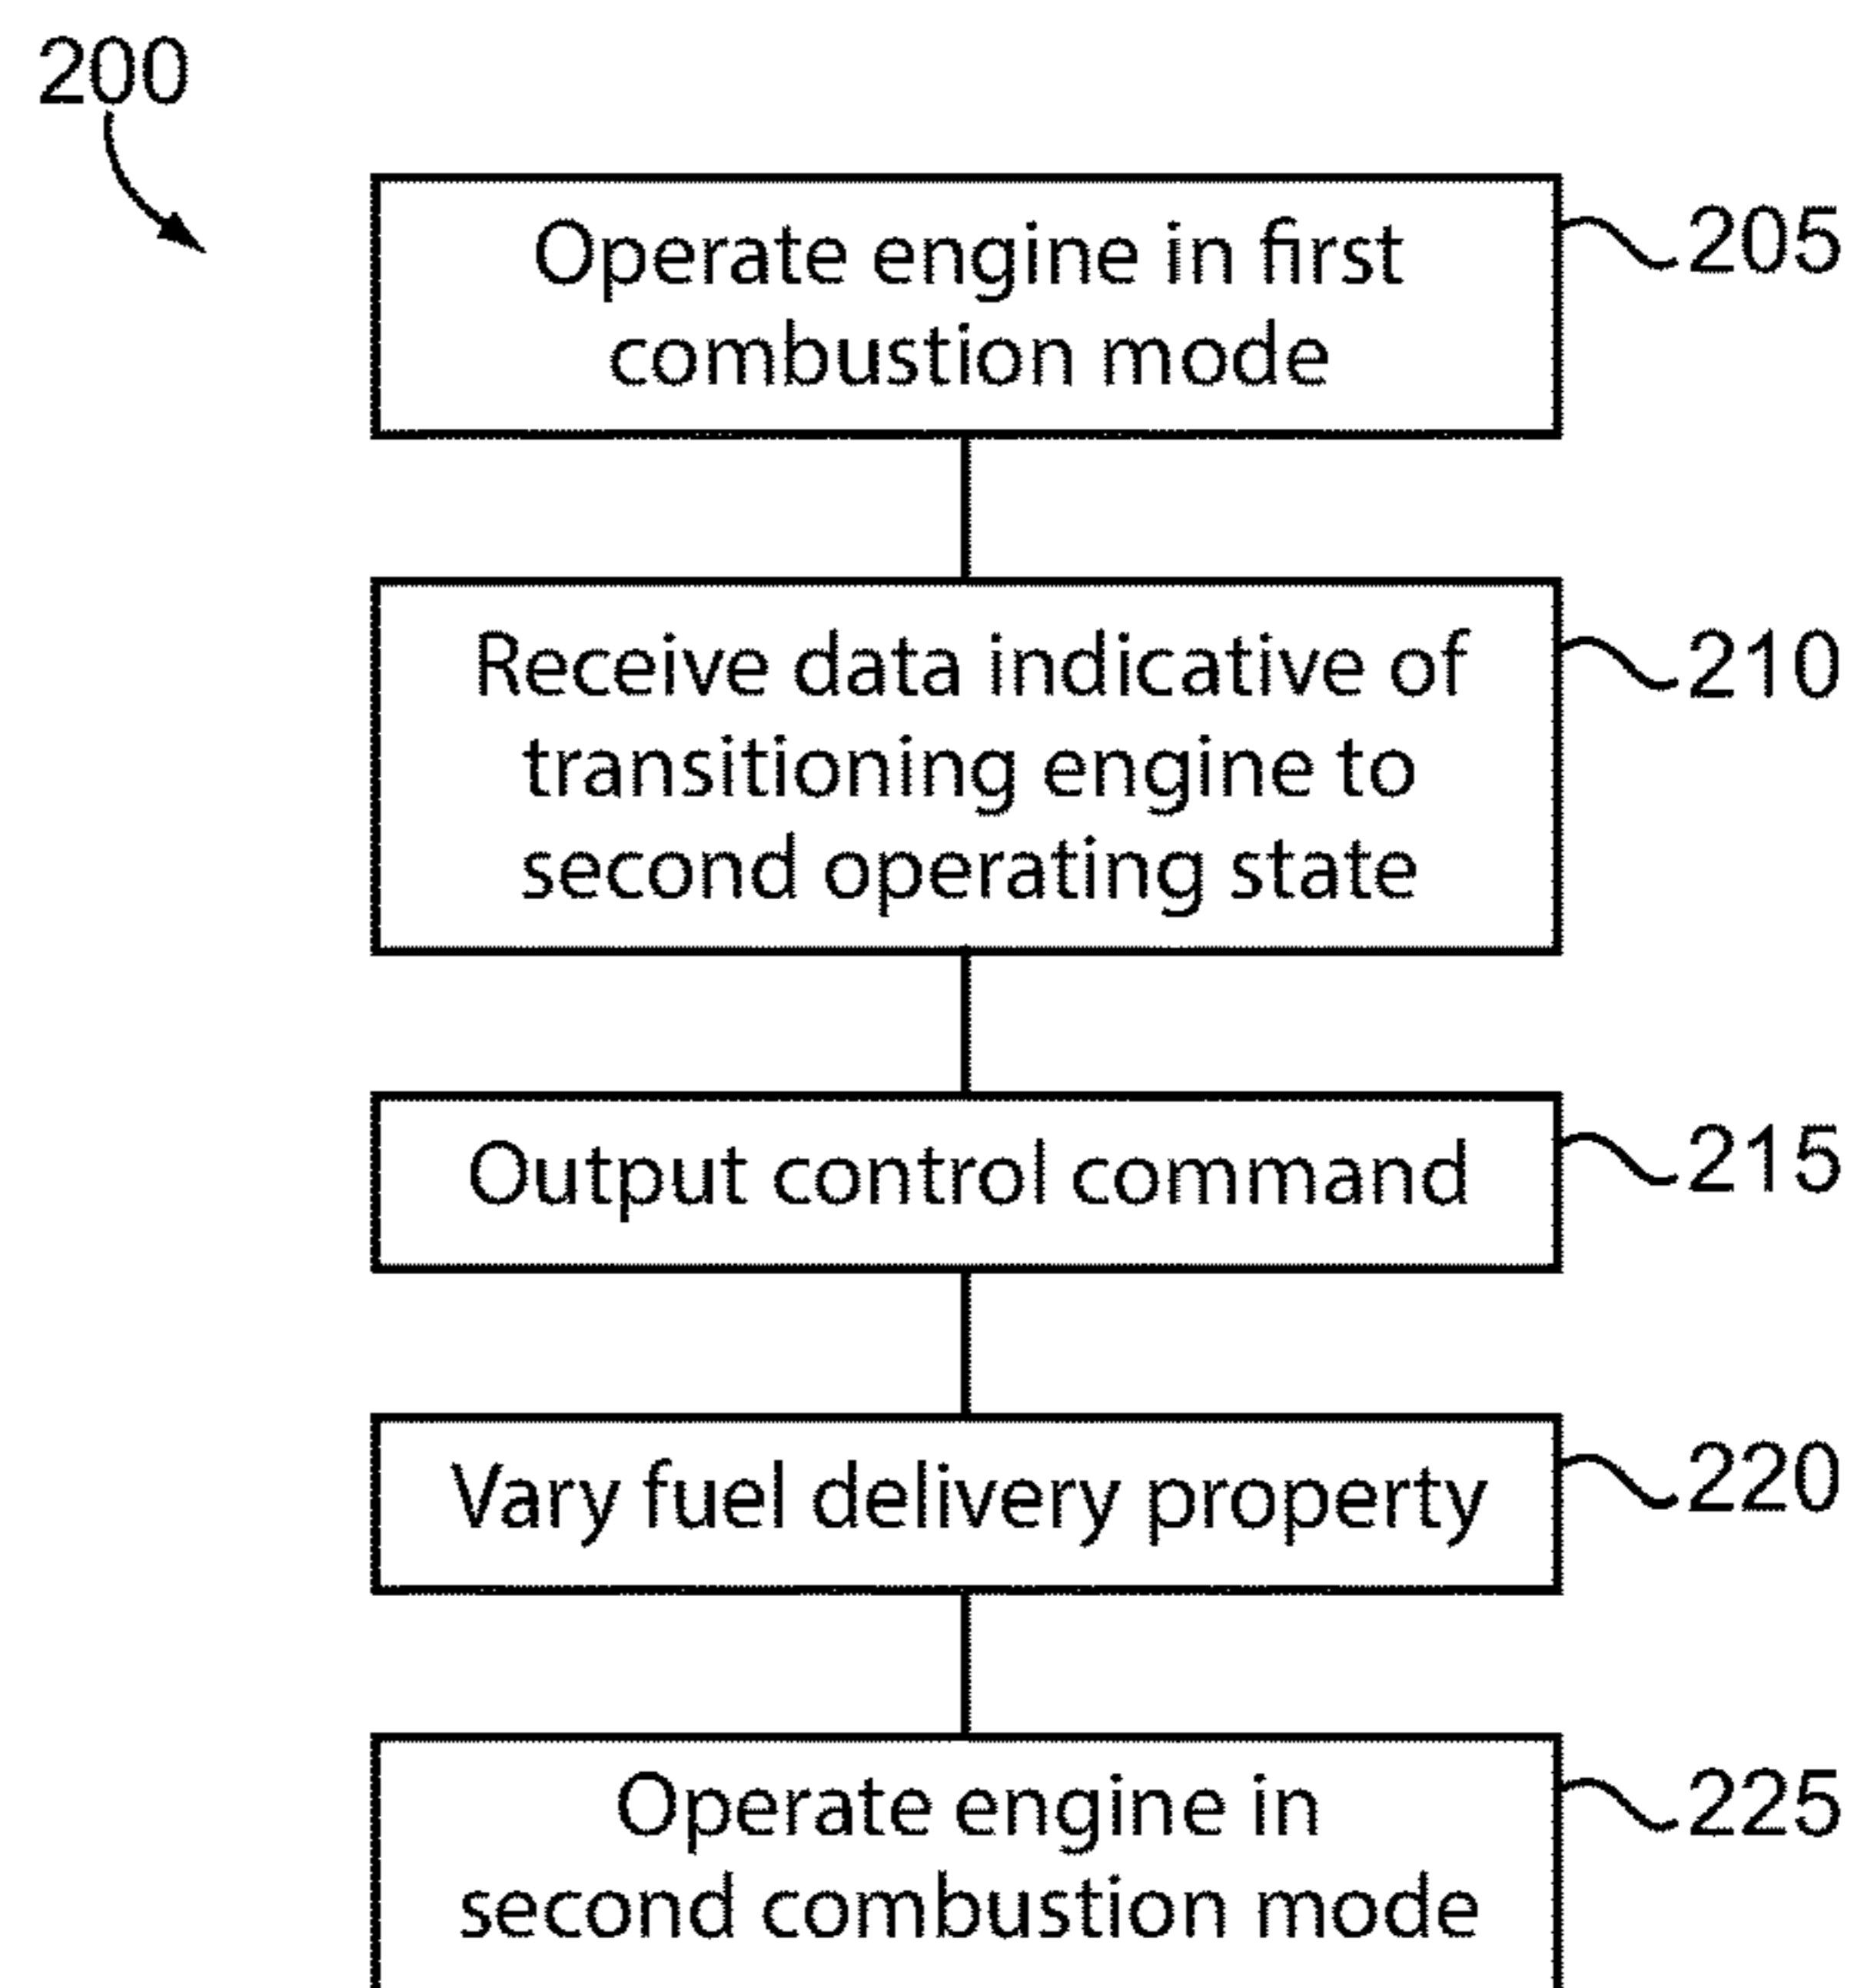 200
Operate engine in first
combustion mode
205
Receive data indicative of
transitioning engine to
second operating state
210
Output control command
215
Vary fuel delivery property
220
Operate engine in
second combustion mode
225